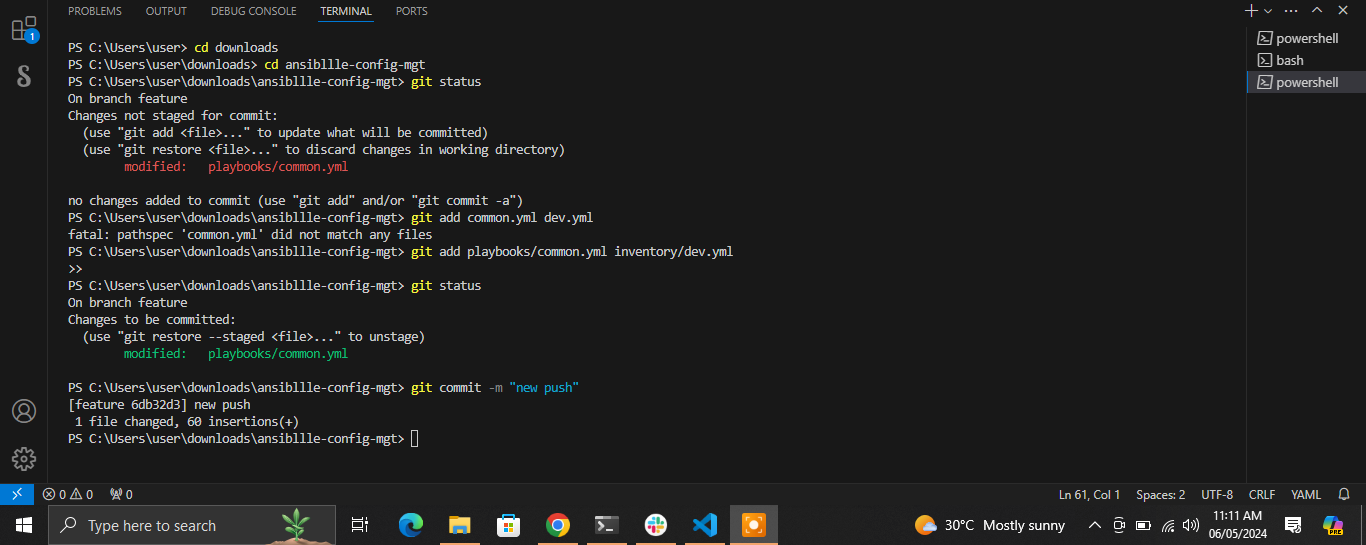 PROBLEMS OUTPUT DEBUG CONSOLE TERMINAL PORTS
powershell
bash
powershell
1
PS C:\Users\user> cd downloads
PS C:\Users\user\downloads> cd ansibllle-config-mgt
PS C:\Users\user\downloads\ansibllle-config-mgt> git status
On branch feature
Changes not staged for commit:
  (use "git add <file>..." to update what will be committed)
  (use "git restore <file>..." to discard changes in working directory)
        modified:   playbooks/common.yml
no changes added to commit (use "git add" and/or "git commit -a")
PS C:\Users\user\downloads\ansibllle-config-mgt> git add common.yml dev.yml
fatal: pathspec 'common.yml' did not match any files
PS C:\Users\user\downloads\ansibllle-config-mgt> git add playbooks/common.yml inventory/dev.yml
>>
PS C:\Users\user\downloads\ansibllle-config-mgt> git status
On branch feature
Changes to be committed:
  (use "git restore --staged <file>..." to unstage)
        modified:   playbooks/common.yml
PS C:\Users\user\downloads\ansibllle-config-mgt> git commit -m "new push"
[feature 6db32d3] new push
 1 file changed, 60 insertions(+)
PS C:\Users\user\downloads\ansibllle-config-mgt>
0 0 0 Ln 61, Col 1 Spaces: 2 UTF-8 CRLF YAML
Type here to search 30°C Mostly sunny
11:11 AM
06/05/2024
PRE